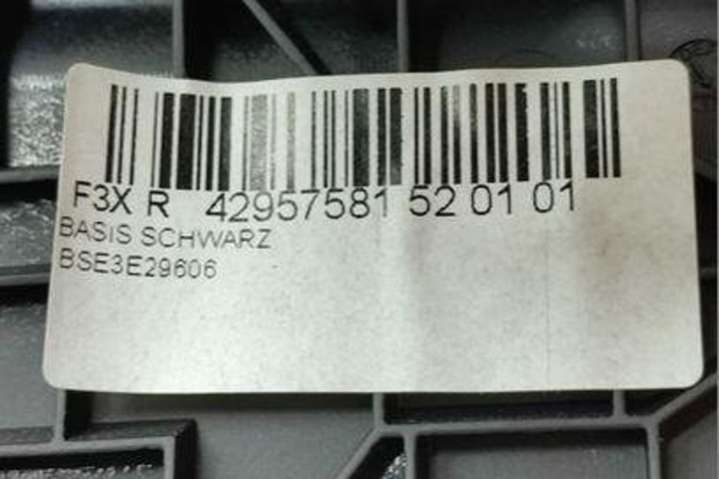 F3X R 42957581 52 01 01
BASIS SCHWARZ
BSE3E29606